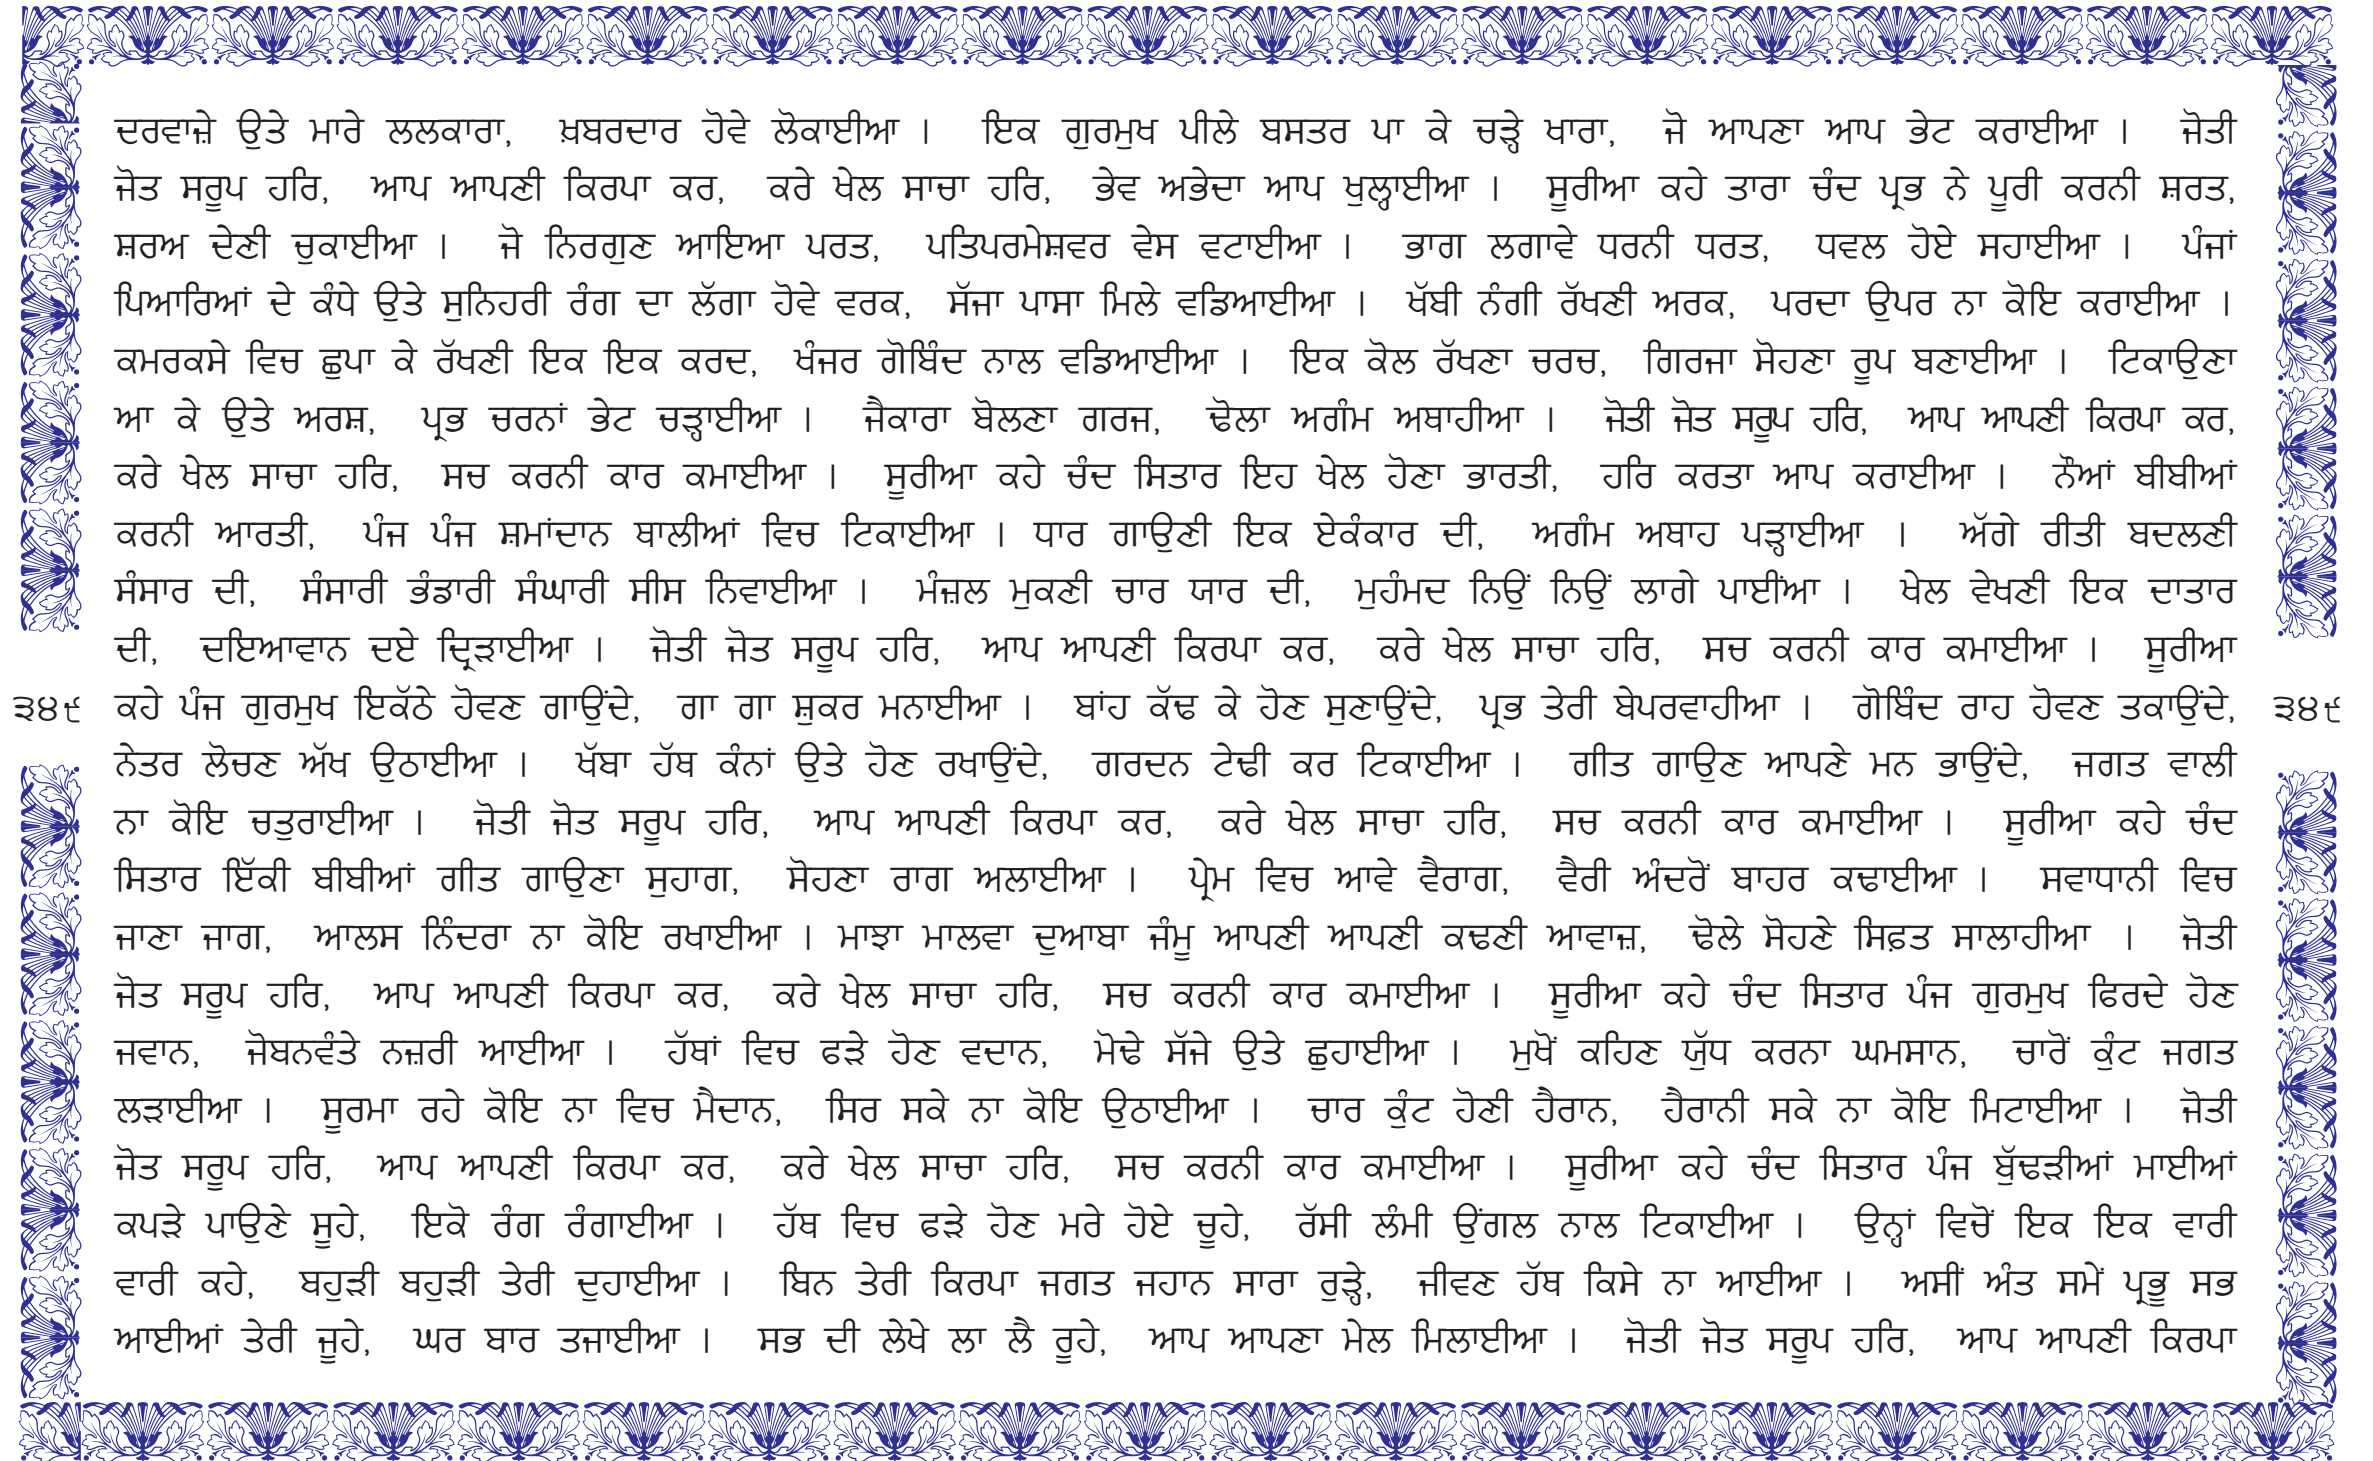 ਦਰਵਾਜ਼ੇ ਉਤੇ ਮਾਰੇ ਲਲਕਾਰਾ, ਖ਼ਬਰਦਾਰ ਹੋਵੇ ਲੋਕਾਈਆ । ਇਕ ਗੁਰਮੁਖ ਪੀਲੇ ਬਸਤਰ ਪਾ ਕੇ ਚੜ੍ਹੇ ਖਾਰਾ, ਜੋ ਆਪਣਾ ਆਪ ਭੇਟ ਕਰਾਈਆ । ਜੋਤੀ
ਜੋਤ ਸਰੂਪ ਹਰਿ, ਆਪ ਆਪਣੀ ਕਿਰਪਾ ਕਰ, ਕਰੇ ਖੇਲ ਸਾਚਾ ਹਰਿ, ਭੇਵ ਅਭੇਦਾ ਆਪ ਖੁਲ੍ਹਾਈਆ । ਸੂਰੀਆ ਕਹੇ ਤਾਰਾ ਚੰਦ ਪ੍ਰਭ ਨੇ ਪੂਰੀ ਕਰਨੀ ਸ਼ਰਤ,
ਸ਼ਰਅ ਦੇਣੀ ਚੁਕਾਈਆ । ਜੋ ਨਿਰਗੁਣ ਆਇਆ ਪਰਤ, ਪਤਿਪਰਮੇਸ਼ਵਰ ਵੇਸ ਵਟਾਈਆ । ਭਾਗ ਲਗਾਵੇ ਧਰਨੀ ਧਰਤ, ਧਵਲ ਹੋਏ ਸਹਾਈਆ । ਪੰਜਾਂ
ਪਿਆਰਿਆਂ ਦੇ ਕੰਧੇ ਉਤੇ ਸੁਨਿਹਰੀ ਰੰਗ ਦਾ ਲੱਗਾ ਹੋਵੇ ਵਰਕ, ਸੱਜਾ ਪਾਸਾ ਮਿਲੇ ਵਡਿਆਈਆ । ਖੱਬੀ ਨੰਗੀ ਰੱਖਣੀ ਅਰਕ, ਪਰਦਾ ਉਪਰ ਨਾ ਕੋਇ ਕਰਾਈਆ ।
ਕਮਰਕਸੇ ਵਿਚ ਛੁਪਾ ਕੇ ਰੱਖਣੀ ਇਕ ਇਕ ਕਰਦ, ਖੰਜਰ ਗੋਬਿੰਦ ਨਾਲ ਵਡਿਆਈਆ । ਇਕ ਕੋਲ ਰੱਖਣਾ ਚਰਚ, ਗਿਰਜਾ ਸੋਹਣਾ ਰੂਪ ਬਣਾਈਆ । ਟਿਕਾਉਣਾ
ਆ ਕੇ ਉਤੇ ਅਰਸ਼, ਪ੍ਰਭ ਚਰਨਾਂ ਭੇਟ ਚੜ੍ਹਾਈਆ । ਜੈਕਾਰਾ ਬੋਲਣਾ ਗਰਜ, ਢੋਲਾ ਅਗੰਮ ਅਥਾਹੀਆ । ਜੋਤੀ ਜੋਤ ਸਰੂਪ ਹਰਿ, ਆਪ ਆਪਣੀ ਕਿਰਪਾ ਕਰ,
ਕਰੇ ਖੇਲ ਸਾਚਾ ਹਰਿ, ਸਚ ਕਰਨੀ ਕਾਰ ਕਮਾਈਆ । ਸੂਰੀਆ ਕਹੇ ਚੰਦ ਸਿਤਾਰ ਇਹ ਖੇਲ ਹੋਣਾ ਭਾਰਤੀ, ਹਰਿ ਕਰਤਾ ਆਪ ਕਰਾਈਆ । ਨੌਂਆਂ ਬੀਬੀਆਂ
ਕਰਨੀ ਆਰਤੀ, ਪੰਜ ਪੰਜ ਸ਼ਮਾਂਦਾਨ ਥਾਲੀਆਂ ਵਿਚ ਟਿਕਾਈਆ । ਧਾਰ ਗਾਉਣੀ ਇਕ ਏਕੰਕਾਰ ਦੀ, ਅਗੰਮ ਅਥਾਹ ਪੜ੍ਹਾਈਆ । ਅੱਗੇ ਰੀਤੀ ਬਦਲਣੀ
ਸੰਸਾਰ ਦੀ, ਸੰਸਾਰੀ ਭੰਡਾਰੀ ਸੰਘਾਰੀ ਸੀਸ ਨਿਵਾਈਆ । ਮੰਜ਼ਲ ਮੁਕਣੀ ਚਾਰ ਯਾਰ ਦੀ, ਮੁਹੰਮਦ ਨਿਉਂ ਨਿਉਂ ਲਾਗੇ ਪਾਈਆ । ਖੇਲ ਵੇਖਣੀ ਇਕ ਦਾਤਾਰ
ਦੀ, ਦਇਆਵਾਨ ਦਏ ਦ੍ਰਿੜਾਈਆ । ਜੋਤੀ ਜੋਤ ਸਰੂਪ ਹਰਿ, ਆਪ ਆਪਣੀ ਕਿਰਪਾ ਕਰ, ਕਰੇ ਖੇਲ ਸਾਚਾ ਹਰਿ, ਸਚ ਕਰਨੀ ਕਾਰ ਕਮਾਈਆ । ਸੂਰੀਆ
੩੪੯ ਕਹੇ ਪੰਜ ਗੁਰਮੁਖ ਇਕੱਠੇ ਹੋਵਣ ਗਾਉਂਦੇ, ਗਾ ਗਾ ਸ਼ੁਕਰ ਮਨਾਈਆ । ਬਾਂਹ ਕੱਢ ਕੇ ਹੋਣ ਸੁਣਾਉਂਦੇ, ਪ੍ਰਭ ਤੇਰੀ ਬੇਪਰਵਾਹੀਆ । ਗੋਬਿੰਦ ਰਾਹ ਹੋਵਣ ਤਕਾਉਂਦੇ, ੩੪੯
ਨੇਤਰ ਲੋਚਣ ਅੱਖ ਉਠਾਈਆ । ਖੱਬਾ ਹੱਥ ਕੰਨਾਂ ਉਤੇ ਹੋਣ ਰਖਾਉਂਦੇ, ਗਰਦਨ ਟੇਢੀ ਕਰ ਟਿਕਾਈਆ । ਗੀਤ ਗਾਉਣ ਆਪਣੇ ਮਨ ਭਾਉਂਦੇ, ਜਗਤ ਵਾਲੀ
ਨਾ ਕੋਇ ਚਤੁਰਾਈਆ । ਜੋਤੀ ਜੋਤ ਸਰੂਪ ਹਰਿ, ਆਪ ਆਪਣੀ ਕਿਰਪਾ ਕਰ, ਕਰੇ ਖੇਲ ਸਾਚਾ ਹਰਿ, ਸਚ ਕਰਨੀ ਕਾਰ ਕਮਾਈਆ । ਸੂਰੀਆ ਕਹੇ ਚੰਦ
ਸਿਤਾਰ ਇੱਕੀ ਬੀਬੀਆਂ ਗੀਤ ਗਾਉਣਾ ਸੁਹਾਗ, ਸੋਹਣਾ ਰਾਗ ਅਲਾਈਆ । ਪ੍ਰੇਮ ਵਿਚ ਆਵੇ ਵੈਰਾਗ, ਵੈਰੀ ਅੰਦਰੋਂ ਬਾਹਰ ਕਢਾਈਆ । ਸਵਾਧਾਨੀ ਵਿਚ
ਜਾਣਾ ਜਾਗ, ਆਲਸ ਨਿੰਦਰਾ ਨਾ ਕੋਇ ਰਖਾਈਆ । ਮਾਝਾ ਮਾਲਵਾ ਦੁਆਬਾ ਜੰਮੂ ਆਪਣੀ ਆਪਣੀ ਕਢਣੀ ਆਵਾਜ਼, ਢੋਲੇ ਸੋਹਣੇ ਸਿਫ਼ਤ ਸਾਲਾਹੀਆ । ਜੋਤੀ
ਜੋਤ ਸਰੂਪ ਹਰਿ, ਆਪ ਆਪਣੀ ਕਿਰਪਾ ਕਰ, ਕਰੇ ਖੇਲ ਸਾਚਾ ਹਰਿ, ਸਚ ਕਰਨੀ ਕਾਰ ਕਮਾਈਆ । ਸੂਰੀਆ ਕਹੇ ਚੰਦ ਸਿਤਾਰ ਪੰਜ ਗੁਰਮੁਖ ਫਿਰਦੇ ਹੋਣ
ਜਵਾਨ, ਜੋਬਨਵੰਤੇ ਨਜ਼ਰੀ ਆਈਆ । ਹੱਥਾਂ ਵਿਚ ਫੜੇ ਹੋਣ ਵਦਾਨ, ਮੋਢੇ ਸੱਜੇ ਉਤੇ ਛੁਹਾਈਆ । ਮੁਖੋਂ ਕਹਿਣ ਯੁੱਧ ਕਰਨਾ ਘਮਸਾਨ, ਚਾਰੋਂ ਕੁੰਟ ਜਗਤ
ਲੜਾਈਆ । ਸੂਰਮਾ ਰਹੇ ਕੋਇ ਨਾ ਵਿਚ ਮੈਦਾਨ, ਸਿਰ ਸਕੇ ਨਾ ਕੋਇ ਉਠਾਈਆ । ਚਾਰ ਕੁੰਟ ਹੋਣੀ ਹੈਰਾਨ, ਹੈਰਾਨੀ ਸਕੇ ਨਾ ਕੋਇ ਮਿਟਾਈਆ । ਜੋਤੀ
ਜੋਤ ਸਰੂਪ ਹਰਿ, ਆਪ ਆਪਣੀ ਕਿਰਪਾ ਕਰ, ਕਰੇ ਖੇਲ ਸਾਚਾ ਹਰਿ, ਸਚ ਕਰਨੀ ਕਾਰ ਕਮਾਈਆ । ਸੂਰੀਆ ਕਹੇ ਚੰਦ ਸਿਤਾਰ ਪੰਜ ਬੁੱਢੜੀਆਂ ਮਾਈਆਂ
ਕਪੜੇ ਪਾਉਣੇ ਸੂਹੇ, ਇਕੋ ਰੰਗ ਰੰਗਾਈਆ । ਹੱਥ ਵਿਚ ਫੜੇ ਹੋਣ ਮਰੇ ਹੋਏ ਚੂਹੇ, ਰੱਸੀ ਲੰਮੀ ਉਂਗਲ ਨਾਲ ਟਿਕਾਈਆ । ਉਨ੍ਹਾਂ ਵਿਚੋਂ ਇਕ ਇਕ ਵਾਰੀ
ਵਾਰੀ ਕਹੇ, ਬਹੁੜੀ ਬਹੁੜੀ ਤੇਰੀ ਦੁਹਾਈਆ । ਬਿਨ ਤੇਰੀ ਕਿਰਪਾ ਜਗਤ ਜਹਾਨ ਸਾਰਾ ਰੁੜ੍ਹੇ, ਜੀਵਣ ਹੱਥ ਕਿਸੇ ਨਾ ਆਈਆ । ਅਸੀਂ ਅੰਤ ਸਮੇਂ ਪ੍ਰਭੂ ਸਭ
ਆਈਆਂ ਤੇਰੀ ਜੂਹੇ, ਘਰ ਬਾਰ ਤਜਾਈਆ । ਸਭ ਦੀ ਲੇਖੇ ਲਾ ਲੈ ਰੂਹੇ, ਆਪ ਆਪਣਾ ਮੇਲ ਮਿਲਾਈਆ । ਜੋਤੀ ਜੋਤ ਸਰੂਪ ਹਰਿ, ਆਪ ਆਪਣੀ ਕਿਰਪਾ